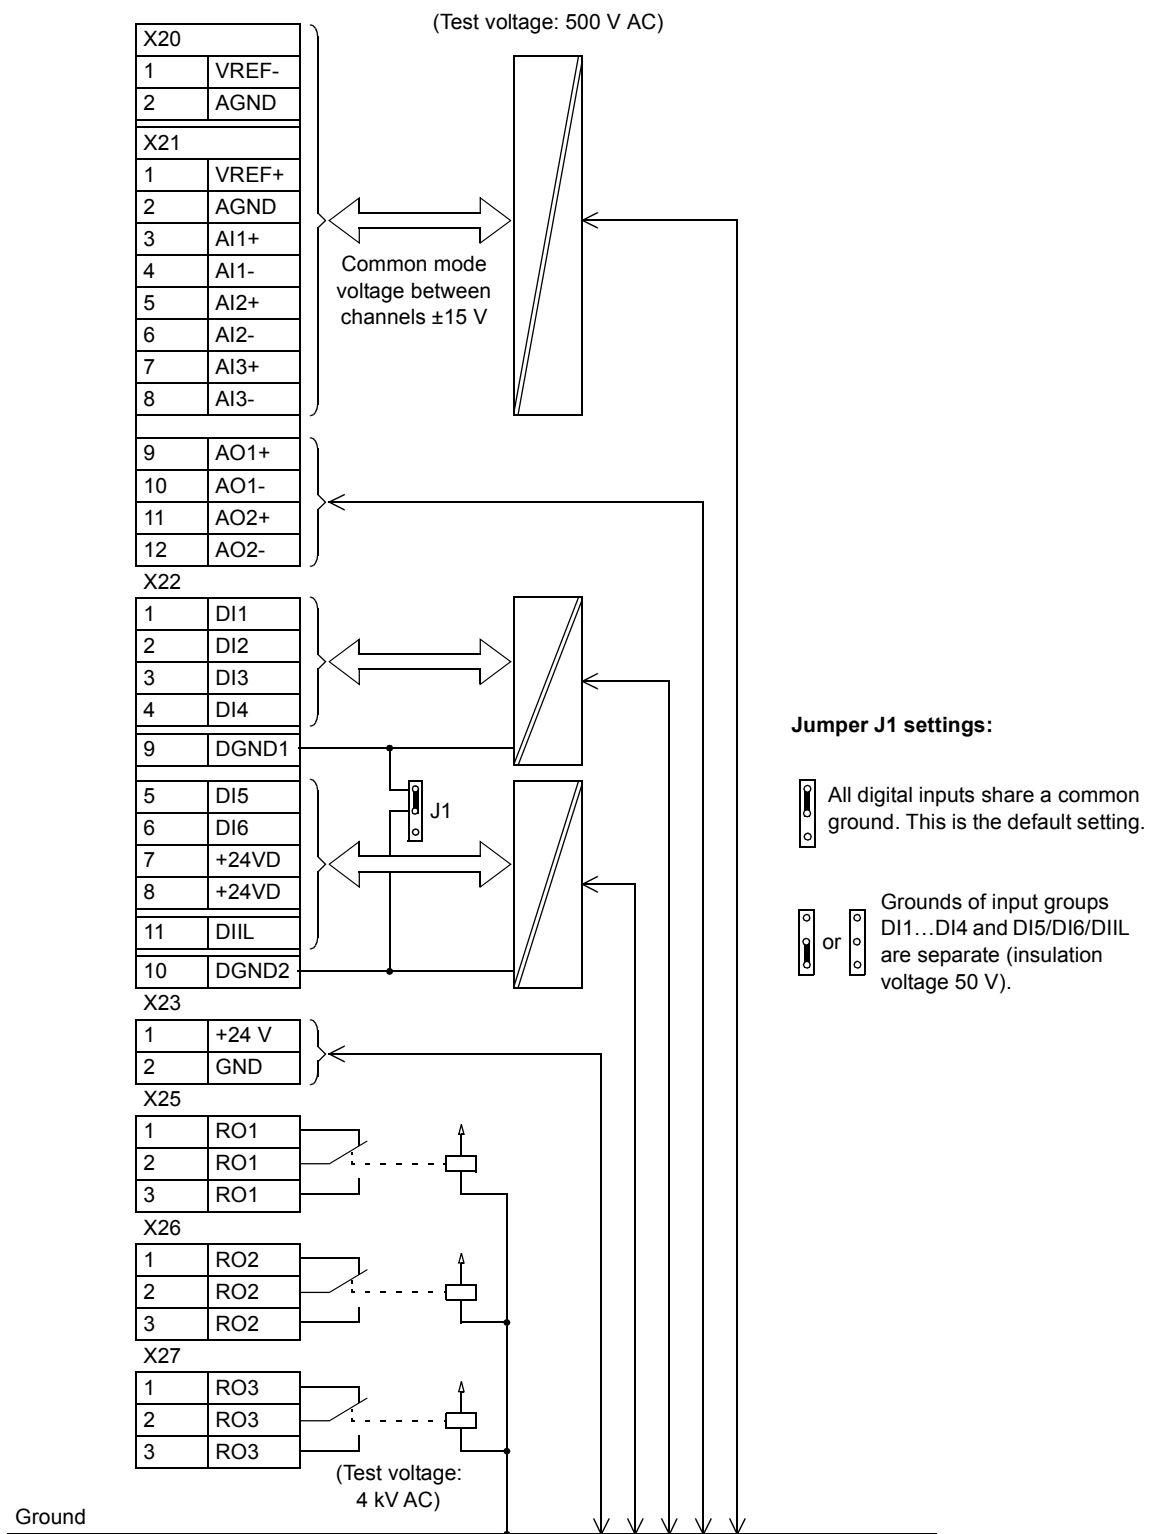 (Test voltage: 500 V AC)
X20
1 VREF-
2 AGND
X21
1 VREF+
2 AGND
3 AI1+
4 AI1-
5 AI2+
6 AI2-
7 AI3+
8 AI3-
Common mode
voltage between
channels ±15 V
9 AO1+
10 AO1-
11 AO2+
12 AO2-
X22
1 DI1
2 DI2
3 DI3
4 DI4
9 DGND1
5 DI5
6 DI6
7 +24VD
8 +24VD
11 DIIL
10 DGND2
J1
Jumper J1 settings:
All digital inputs share a common
ground. This is the default setting.
or
Grounds of input groups
DI1…DI4 and DI5/DI6/DIIL
are separate (insulation
voltage 50 V).
X23
1 +24 V
2 GND
X25
1 RO1
2 RO1
3 RO1
X26
1 RO2
2 RO2
3 RO2
X27
1 RO3
2 RO3
3 RO3
(Test voltage:
4 kV AC)
Ground